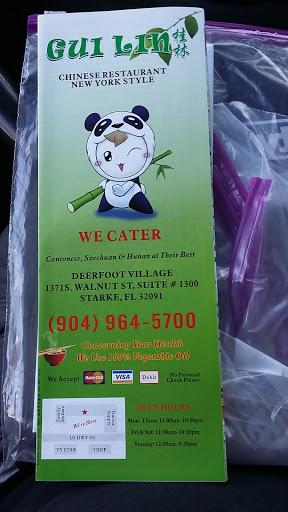 GUI LIN 桂林
CHINESE RESTAURANT
NEW YORK STYLE
WE CATER
Cantonese, Szechuan & Hunan at Their Best
DEERFOOT VILLAGE
1371S. WALNUT ST, SUITE # 1300
STARKE, FL 32091
(904) 964-5700
Concerning Your Health
We Use 100% Vegetable Oil
We Accept MasterCard VISA Debit No Personal
Check Please
We're Here
US HWY 301
OPEN HOURS
Mon-Thurs: 11:00am-10:00pm
Fri & Sat: 11:00am-10:30pm
Sunday: 12:00am-9:30pm